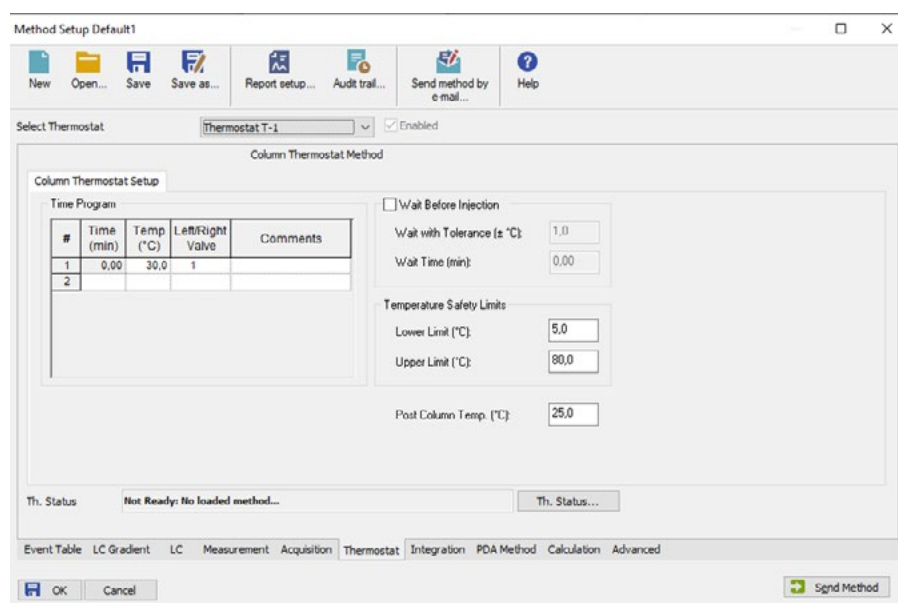 Method Setup Default1
New Open... Save Save as... Report setup... Audit trail... Send method by e-mail... Help
Select Thermostat Thermostat T-1 Enabled
Column Thermostat Method
Column Thermostat Setup
Time Program
# Time (min) Temp (°C) Left/Right Valve Comments
1 0,00 30,0 1
2
Wait Before Injection
Wait with Tolerance (± °C): 1,0
Wait Time (min): 0,00
Temperature Safety Limits
Lower Limit (°C): 5,0
Upper Limit (°C): 80,0
Post Column Temp. (°C): 25,0
Th. Status Not Ready: No loaded method... Th. Status...
Event Table LC Gradient LC Measurement Acquisition Thermostat Integration PDA Method Calculation Advanced
OK Cancel Send Method